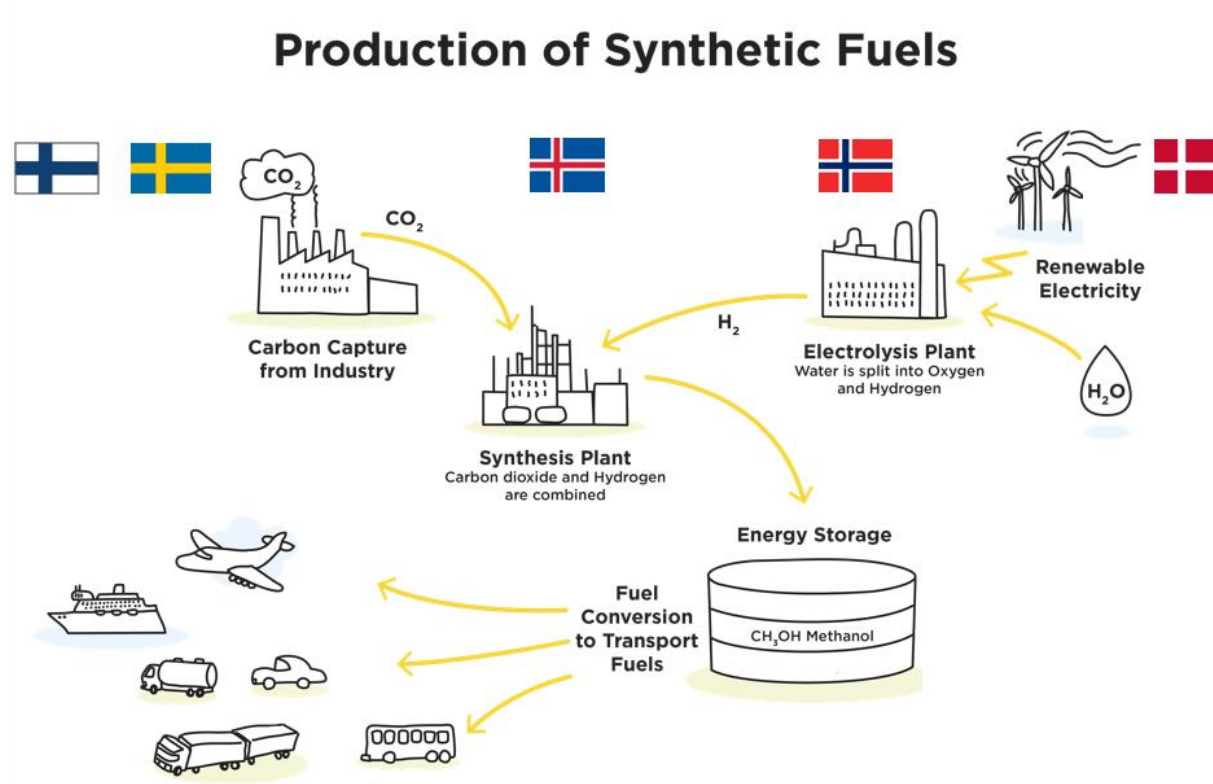 Production of Synthetic Fuels
CO₂
CO₂
Carbon Capture
from Industry
Synthesis Plant
Carbon dioxide and Hydrogen
are combined
H₂
Electrolysis Plant
Water is split into Oxygen
and Hydrogen
Renewable
Electricity
H₂O
Energy Storage
CH₃OH Methanol
Fuel
Conversion
to Transport
Fuels